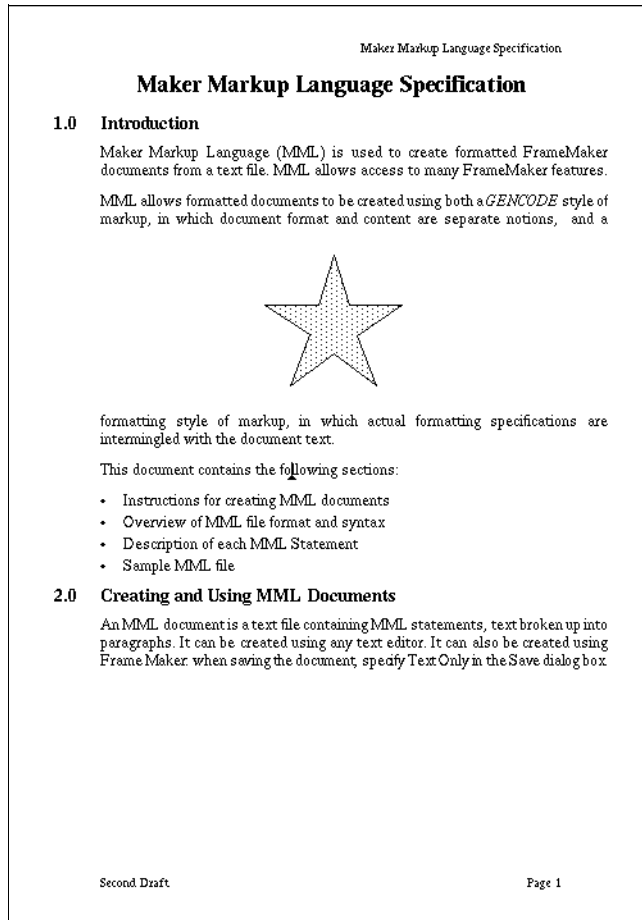 Maker Markup Language Specification
Maker Markup Language Specification
1.0 Introduction
Maker Markup Language (MML) is used to create formatted FrameMaker
documents from a text file. MML allows access to many FrameMaker features.
MML allows formatted documents to be created using both a GENCODE style of
markup, in which document format and content are separate notions, and a
formatting style of markup, in which actual formatting specifications are
intermingled with the document text.
This document contains the following sections:
• Instructions for creating MML documents
• Overview of MML file format and syntax
• Description of each MML Statement
• Sample MML file
2.0 Creating and Using MML Documents
An MML document is a text file containing MML statements, text broken up into
paragraphs. It can be created using any text editor. It can also be created using
Frame Maker: when saving the document, specify Text Only in the Save dialog box
Second Draft Page 1